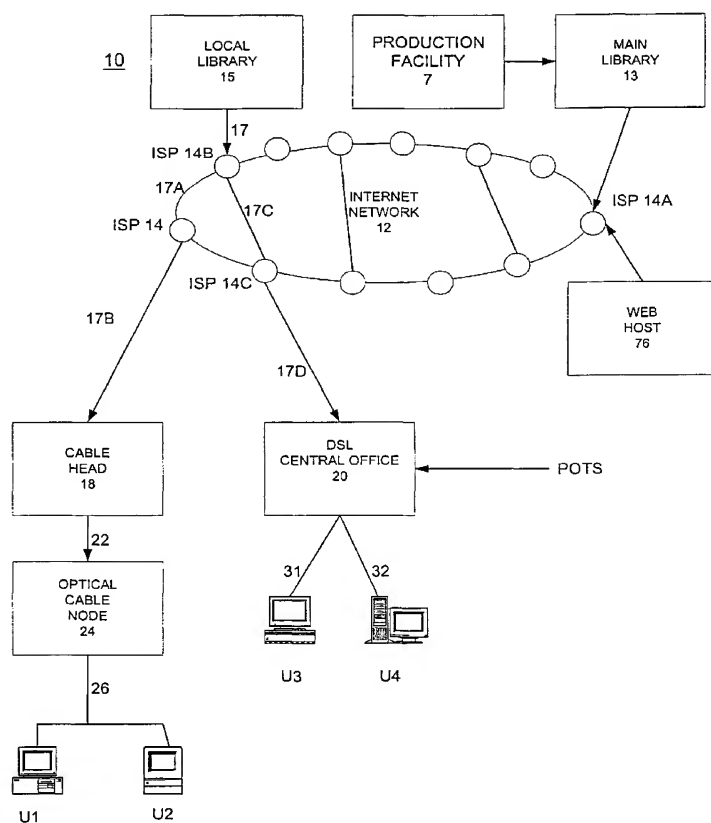 10
LOCAL
LIBRARY
15
PRODUCTION
FACILITY
7
MAIN
LIBRARY
13
17
ISP 14B
17A
17C
INTERNET
NETWORK
12
ISP 14A
ISP 14
ISP 14C
WEB
HOST
76
17B
17D
CABLE
HEAD
18
DSL
CENTRAL OFFICE
20
POTS
22
31
32
OPTICAL
CABLE
NODE
24
U3
U4
26
U1
U2